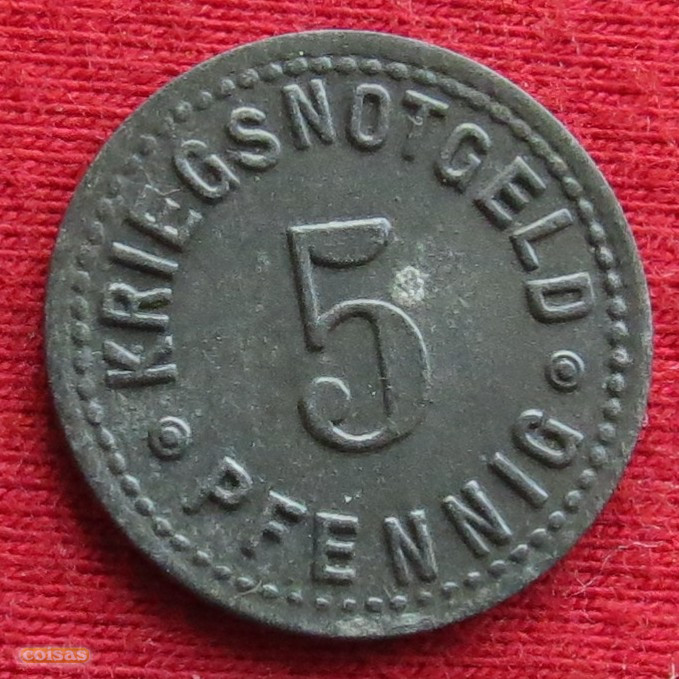 KRIEGSNOTGELD
5
PFENNIG
coisas